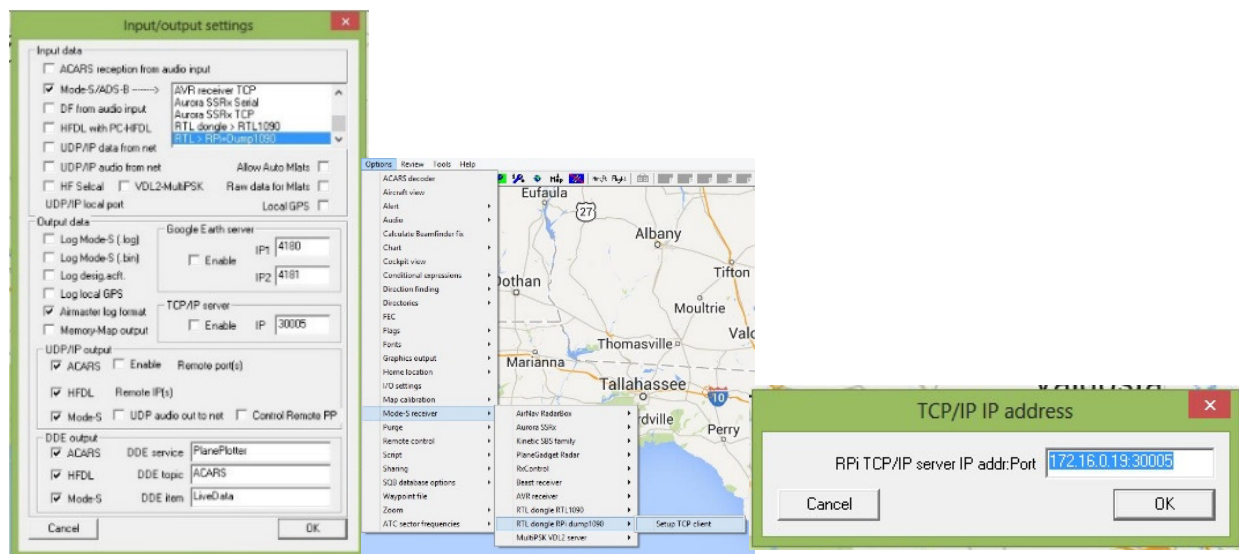 Input/output settings
Input data
ACARS reception from audio input
Mode-S/ADS-B ------->
AVR receiver TCP
Aurora SSRx Serial
Aurora SSRx TCP
RTL dongle > RTL1090
RTL > RPi=Dump1090
DF from audio input
HFDL with PC-HFDL
UDP/IP data from net
UDP/IP audio from net Allow Auto Mlats
HF Selcal VDL2-MultiPSK Raw data for Mlats
UDP/IP local port Local GPS
Output data
Log Mode-S (.log)
Log Mode-S (.bin)
Log desig.acft.
Log local GPS
Airmaster log format
Memory-Map output
Google Earth server
Enable IP1 4180
IP2 4181
TCP/IP server
Enable IP 30005
UDP/IP output
ACARS Enable Remote port(s)
HFDL Remote IP(s)
Mode-S UDP audio out to net Control Remote PP
DDE output
ACARS DDE service PlanePlotter
HFDL DDE topic ACARS
Mode-S DDE item LiveData
Cancel OK
Options Review Tools Help
ACARS decoder
Aircraft view
Alert
Audio
Calculate Beamfinder fix
Chart
Cockpit view
Conditional expressions
Direction finding
Directories
FEC
Flags
Fonts
Graphics output
Home location
I/O settings
Map calibration
Mode-S receiver
Purge
Remote control
Script
Sharing
SQB database options
Waypoint file
Zoom
ATC sector frequencies
AirNav RadarBox
Aurora SSRx
Kinetic SBS family
PlaneGadget Radar
RxControl
Beast receiver
AVR receiver
RTL dongle RTL1090
RTL dongle RPi dump1090
MultiPSK VDL2 server
Setup TCP client
Eufaula
27
Albany
Dothan
Tifton
Moultrie
Valc
Thomasville
Marianna
Tallahassee
10
rdville
Perry
Valdosta
TCP/IP IP address
RPi TCP/IP server IP addr:Port 172.16.0.19:30005
Cancel OK